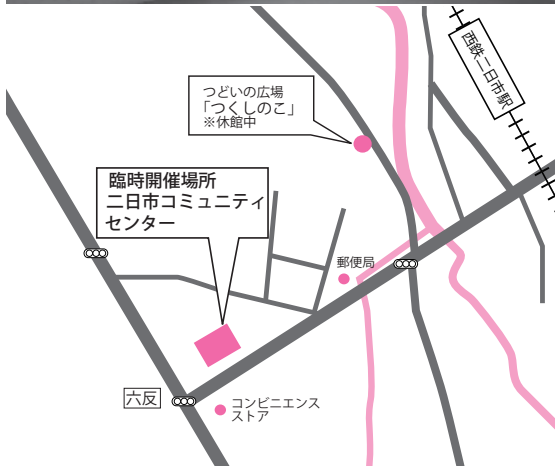 西鉄二日市駅
つどいの広場
「つくしのこ」
※休館中
臨時開催場所
二日市コミュニティ
センター
郵便局
六反
コンビニエンス
ストア